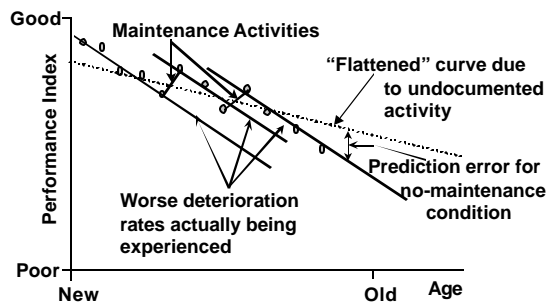 Good
Maintenance Activities
“Flattened” curve due
to undocumented
activity
Performance Index
Prediction error for
no-maintenance
condition
Worse deterioration
rates actually being
experienced
Poor
New
Old
Age